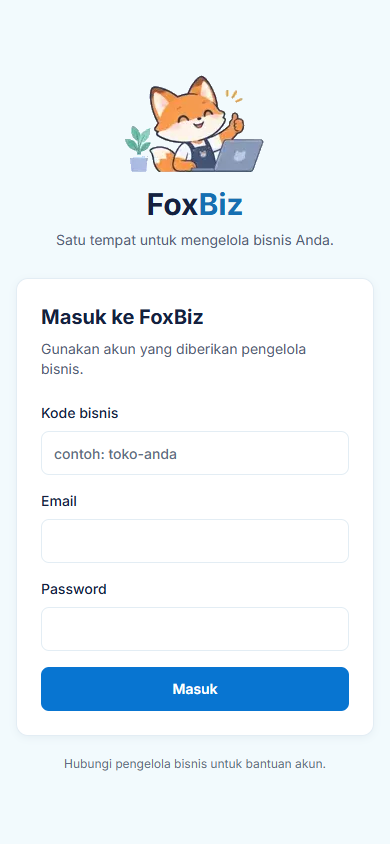 FoxBiz
Satu tempat untuk mengelola bisnis Anda.
Masuk ke FoxBiz
Gunakan akun yang diberikan pengelola
bisnis.
Kode bisnis
contoh: toko-anda
Email
Password
Masuk
Hubungi pengelola bisnis untuk bantuan akun.